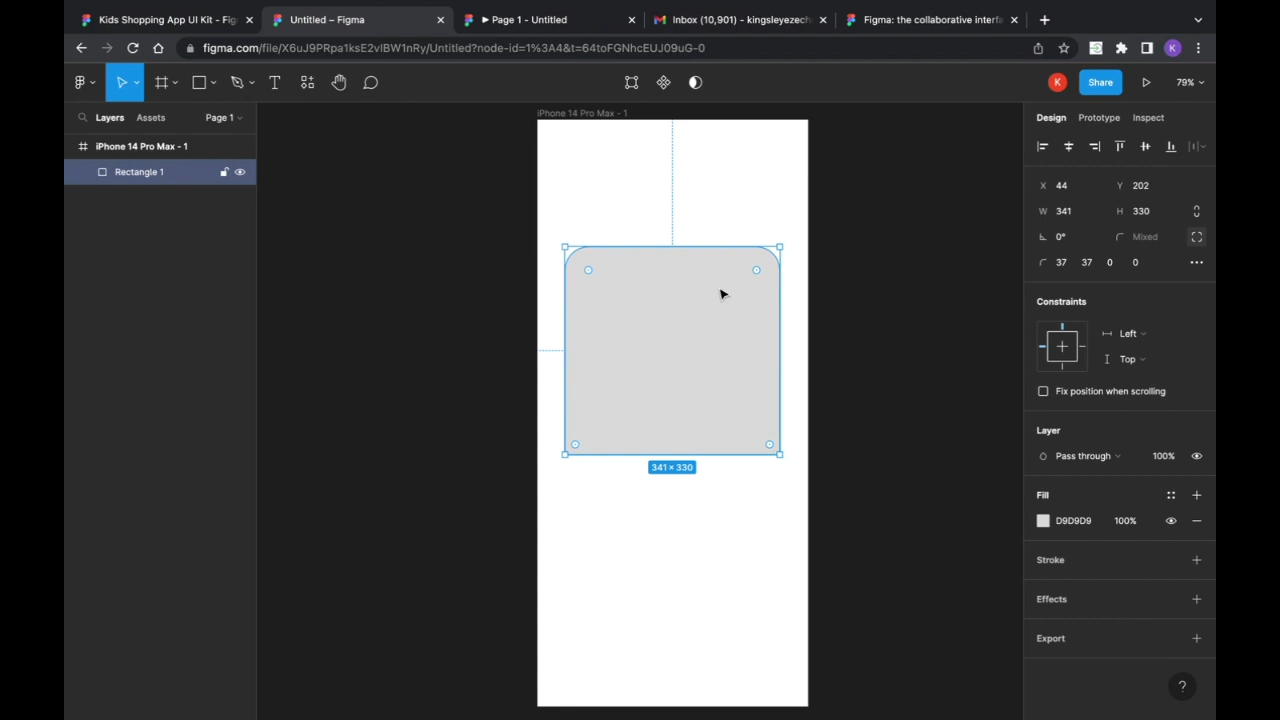 Kids Shopping App UI Kit - Fig
Untitled – Figma
Page 1 - Untitled
Inbox (10,901) - kingsleyezech
Figma: the collaborative interfa
figma.com/file/X6uJ9PRpa1ksE2vlBW1nRy/Untitled?node-id=1%3A4&t=64toFGNhcEUJ09uG-0
K
K
Share
79%
Layers
Assets
Page 1
iPhone 14 Pro Max - 1
Rectangle 1
iPhone 14 Pro Max - 1
341 × 330
Design
Prototype
Inspect
X 44
Y 202
W 341
H 330
0°
Mixed
37 37 0 0
Constraints
Left
Top
Fix position when scrolling
Layer
Pass through
100%
Fill
D9D9D9
100%
Stroke
Effects
Export
?